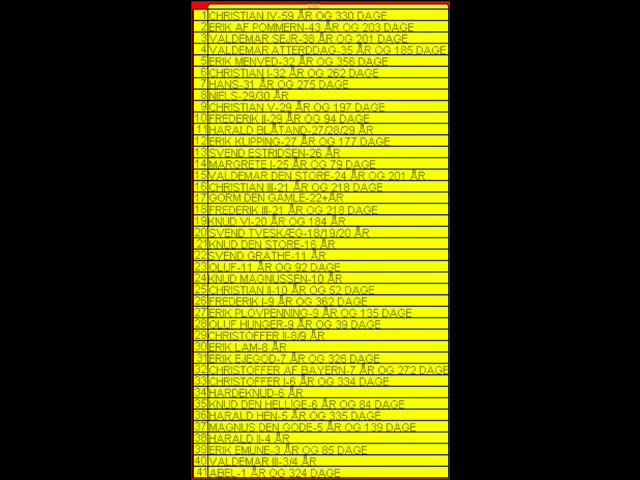 1 CHRISTIAN IV-59 ÅR OG 330 DAGE
2 ERIK AF POMMERN-43 ÅR OG 203 DAGE
3 VALDEMAR SEJR-38 ÅR OG 201 DAGE
4 VALDEMAR ATTERDDAG-35 ÅR OG 185 DAGE
5 ERIK MENVED-32 ÅR OG 356 DAGE
6 CHRISTIAN I-32 ÅR OG 262 DAGE
7 HANS-31 ÅR OG 275 DAGE
8 NIELS-29/30 ÅR
9 CHRISTIAN V-29 ÅR OG 197 DAGE
10 FREDERIK II-29 ÅR OG 94 DAGE
11 HARALD BLÅTAND-27/28/29 ÅR
12 ERIK KLIPPING-27 ÅR OG 177 DAGE
13 SVEND ESTRIDSEN-26 ÅR
14 MARGRETE I-25 ÅR OG 79 DAGE
15 VALDEMAR DEN STORE-24 ÅR OG 201 ÅR
16 CHRISTIAN III-21 ÅR OG 218 DAGE
17 GORM DEN GAMLE-22+ÅR
18 FREDERIK III-21 ÅR OG 218 DAGE
19 KNUD VI-20 ÅR OG 184 ÅR
20 SVEND TVESKÆG-18/19/20 ÅR
21 KNUD DEN STORE-16 ÅR
22 SVEND GRATHE-11 ÅR
23 OLUF-11 ÅR OG 92 DAGE
24 KNUD MAGNUSSEN-10 ÅR
25 CHRISTIAN II-10 ÅR OG 52 DAGE
26 FREDERIK I-9 ÅR OG 362 DAGE
27 ERIK PLOVPENNING-9 ÅR OG 135 DAGE
28 OLUF HUNGER-9 ÅR OG 39 DAGE
29 CHRISTOFFER II-8/9 ÅR
30 ERIK LAM-8 ÅR
31 ERIK EJEGOD-7 ÅR OG 326 DAGE
32 CHRISTOFFER AF BAYERN-7 ÅR OG 272 DAGE
33 CHRISTOFFER I-6 ÅR OG 334 DAGE
34 HARDEKNUD-6 ÅR
35 KNUD DEN HELLIGE-6 ÅR OG 84 DAGE
36 HARALD HEN-5 ÅR OG 335 DAGE
37 MAGNUS DEN GODE-5 ÅR OG 139 DAGE
38 HARALD II-4 ÅR
39 ERIK EMUNE-3 ÅR OG 85 DAGE
40 VALDEMAR III-3/4 ÅR
41 ABEL-1 ÅR OG 324 DAGE